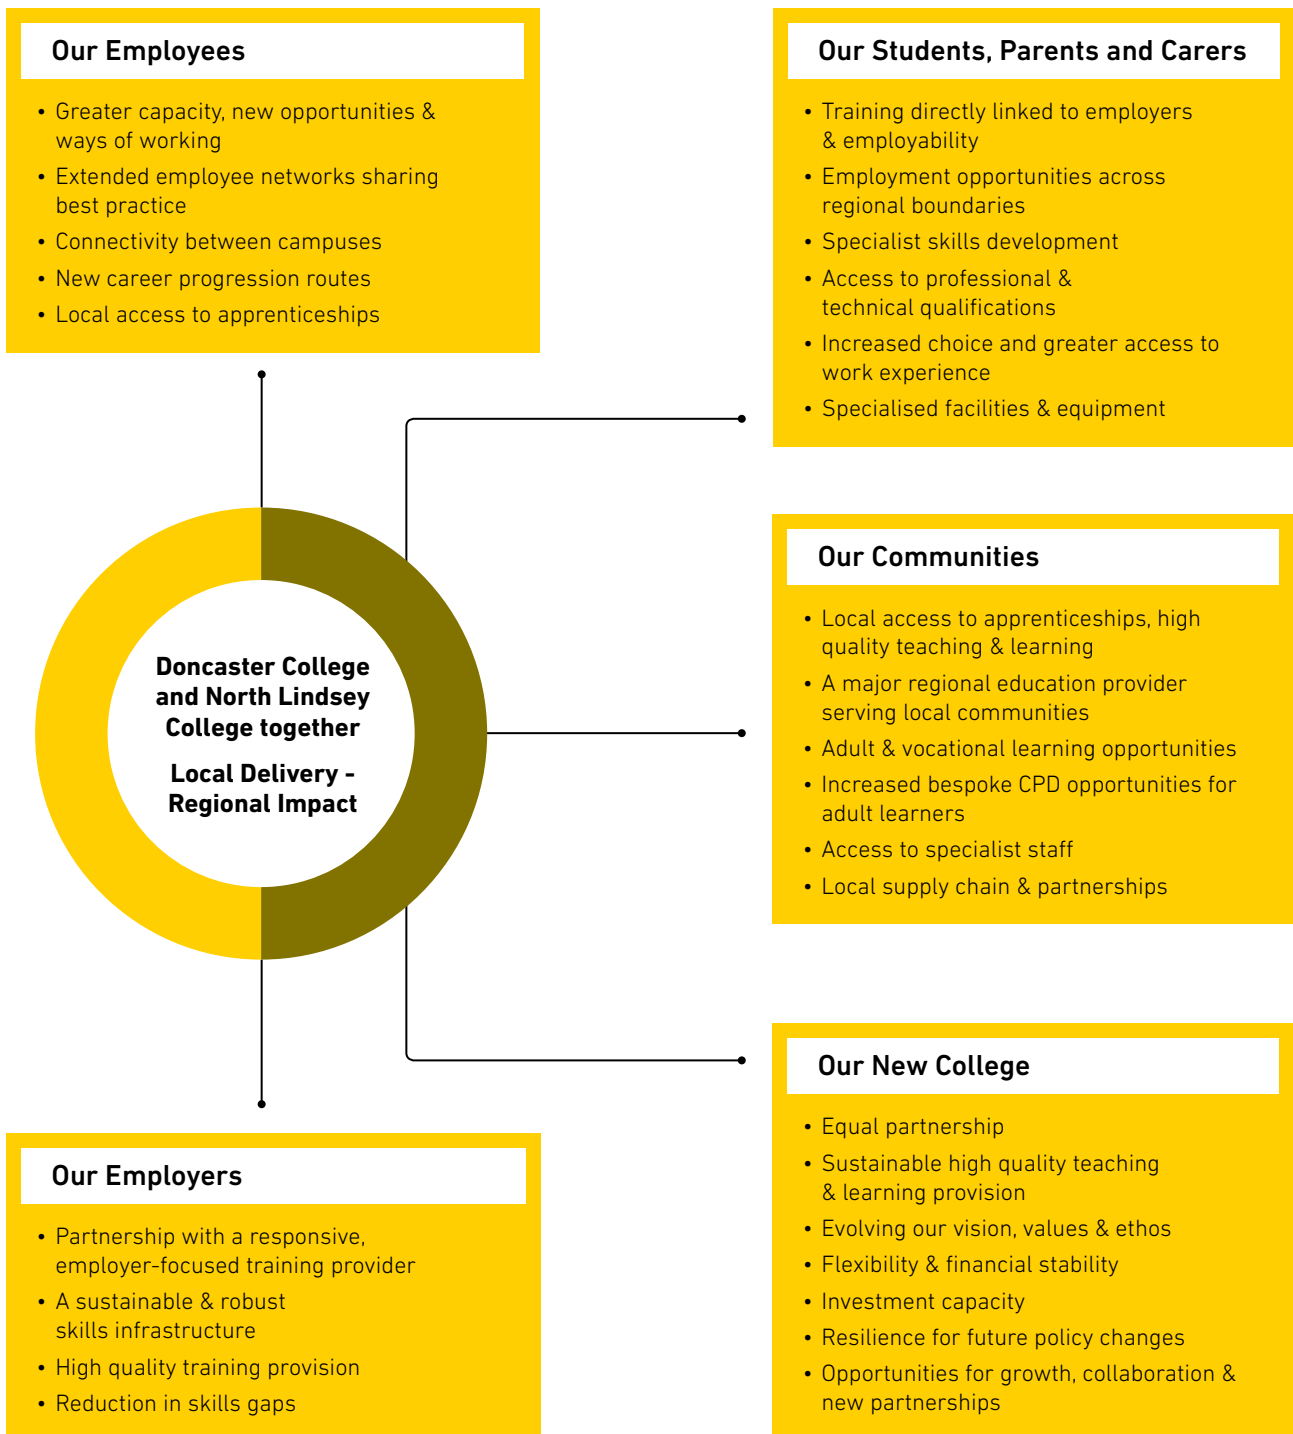 Our Employees
• Greater capacity, new opportunities &
ways of working
• Extended employee networks sharing
best practice
• Connectivity between campuses
• New career progression routes
• Local access to apprenticeships
Our Students, Parents and Carers
• Training directly linked to employers
& employability
• Employment opportunities across
regional boundaries
• Specialist skills development
• Access to professional &
technical qualifications
• Increased choice and greater access to
work experience
• Specialised facilities & equipment
Doncaster College
and North Lindsey
College together
Local Delivery -
Regional Impact
Our Communities
• Local access to apprenticeships, high
quality teaching & learning
• A major regional education provider
serving local communities
• Adult & vocational learning opportunities
• Increased bespoke CPD opportunities for
adult learners
• Access to specialist staff
• Local supply chain & partnerships
Our Employers
• Partnership with a responsive,
employer-focused training provider
• A sustainable & robust
skills infrastructure
• High quality training provision
• Reduction in skills gaps
Our New College
• Equal partnership
• Sustainable high quality teaching
& learning provision
• Evolving our vision, values & ethos
• Flexibility & financial stability
• Investment capacity
• Resilience for future policy changes
• Opportunities for growth, collaboration &
new partnerships